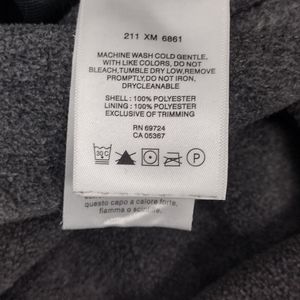 211 XM 6861
MACHINE WASH COLD GENTLE,
WITH LIKE COLORS, DO NOT
BLEACH,TUMBLE DRY LOW,REMOVE
PROMPTLY,DO NOT IRON,
DRYCLEANABLE
SHELL : 100% POLYESTER
LINING : 100% POLYESTER
EXCLUSIVE OF TRIMMING
RN 69724
CA 05367
30 C
P
questo capo a calore forte,
fiamma o scintille.